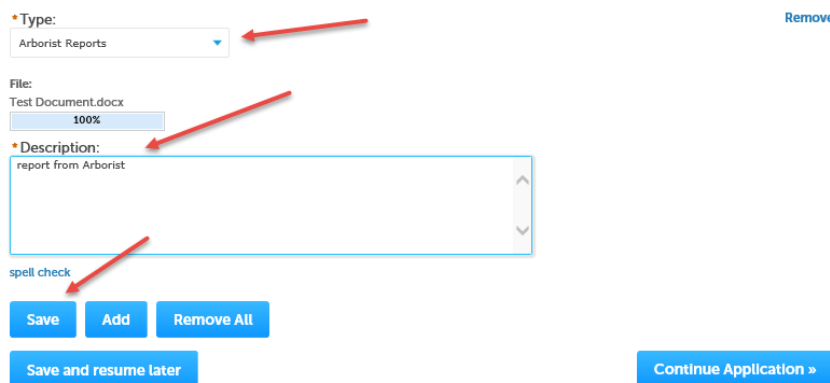 *Type:
Remove
Arborist Reports
File:
Test Document.docx
100%
*Description:
report from Arborist
spell check
Save Add Remove All
Save and resume later Continue Application »